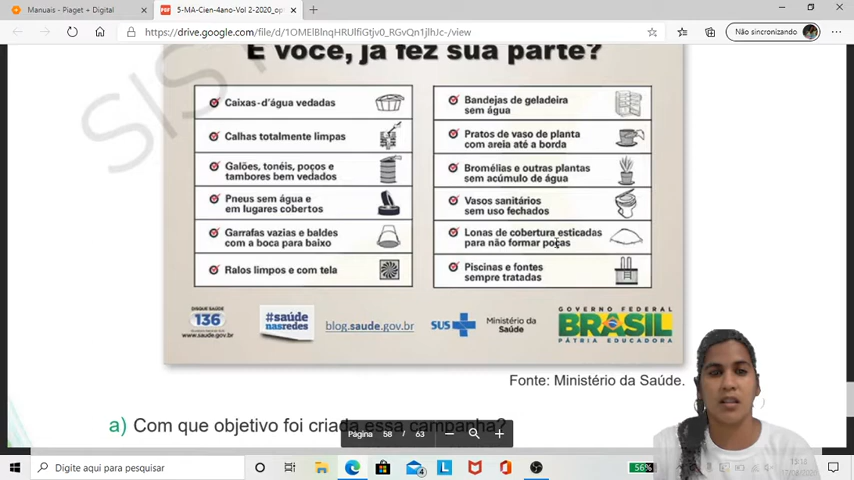 Manuais - Piaget + Digital
5-MA-Cien-4ano-Vol 2-2020_op
https://drive.google.com/file/d/1OMElBlnqHRUlfiGtjv0_RGvQn1jlhJc-/view
Não sincronizando
E você, já fez sua parte?
Caixas-d'água vedadas
Calhas totalmente limpas
Galões, tonéis, poços e
tambores bem vedados
Pneus sem água e
em lugares cobertos
Garrafas vazias e baldes
com a boca para baixo
Ralos limpos e com tela
Bandejas de geladeira
sem água
Pratos de vaso de planta
com areia até a borda
Bromélias e outras plantas
sem acúmulo de água
Vasos sanitários
sem uso fechados
Lonas de cobertura esticadas
para não formar poças
Piscinas e fontes
sempre tratadas
DISQUE SAÚDE
136
www.saude.gov.br
#saúde
nasredes
blog.saude.gov.br
SUS
Ministério da
Saúde
GOVERNO FEDERAL
BRASIL
PÁTRIA EDUCADORA
Fonte: Ministério da Saúde.
a) Com que objetivo foi criada essa campanha?
Página 58 / 63
Digite aqui para pesquisar
56%